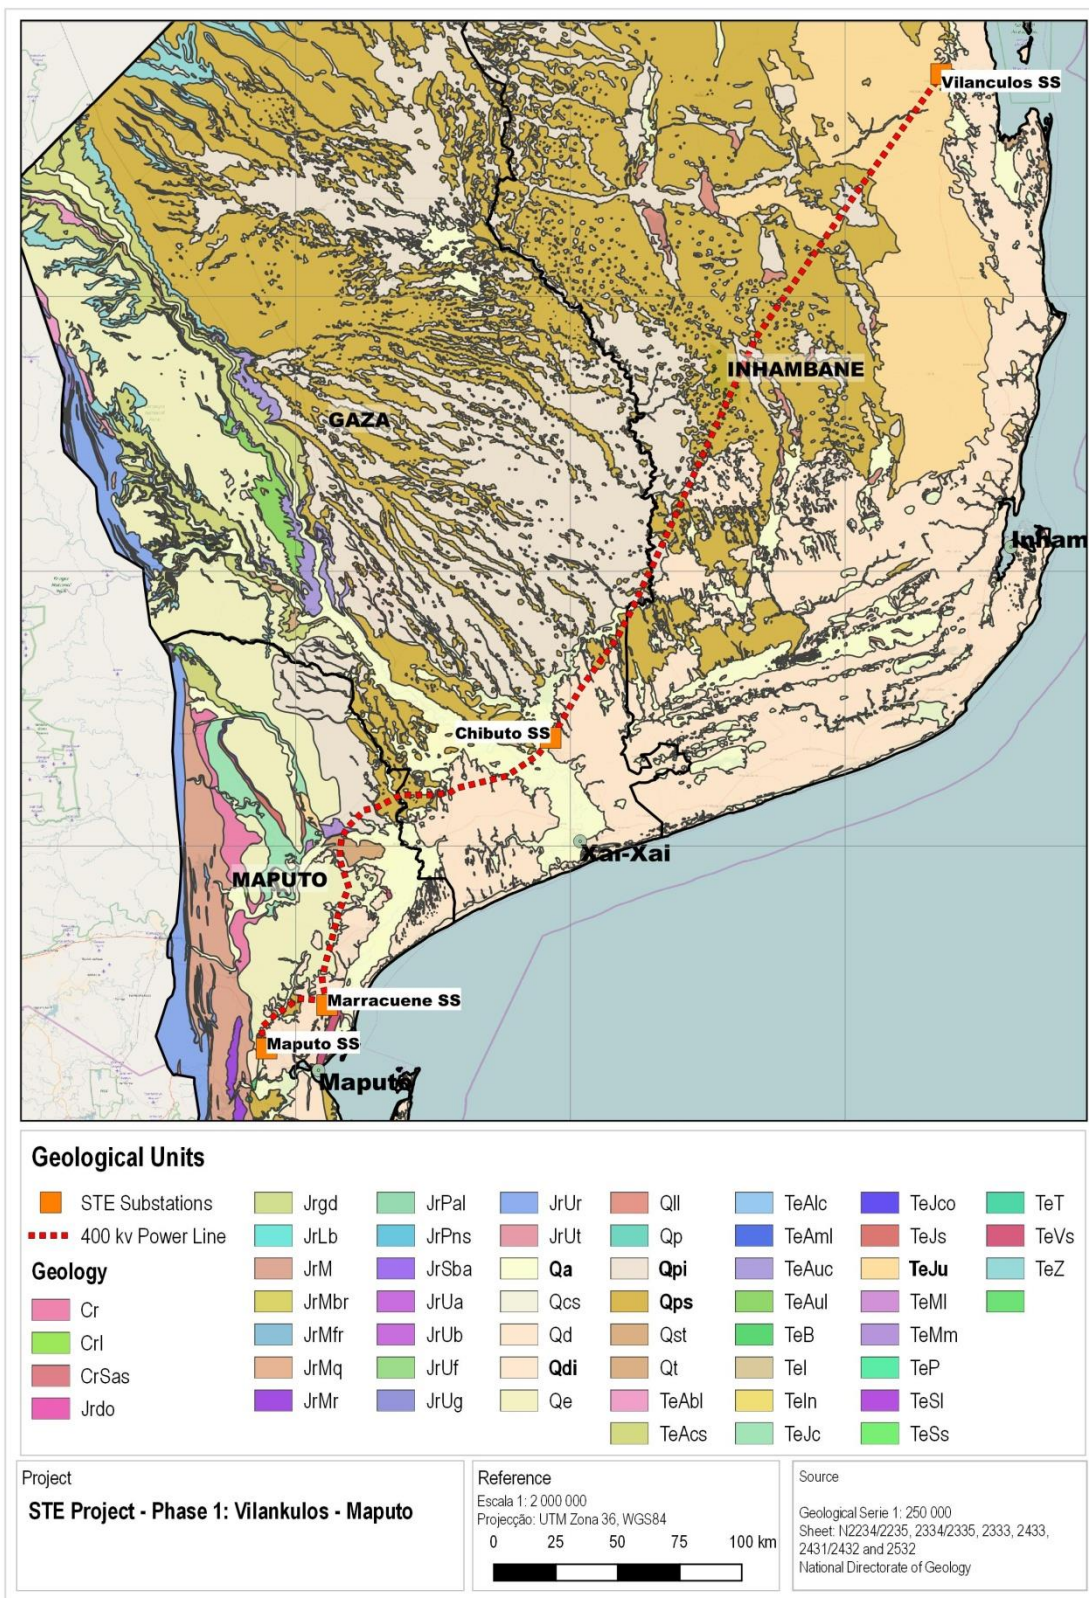 Vilanculos SS
INHAMBANE
GAZA
Inham
Chibuto SS
Xai-Xai
MAPUTO
Marracuene SS
Maputo SS
Maputo
Geological Units
STE Substations
400 kv Power Line
Geology
Cr
Crl
CrSas
Jrdo
Jrgd
JrLb
JrM
JrMbr
JrMfr
JrMq
JrMr
JrPal
JrPns
JrSba
JrUa
JrUb
JrUf
JrUg
JrUr
JrUt
Qa
Qcs
Qd
Qdi
Qe
Qll
Qp
Qpi
Qps
Qst
Qt
TeAbl
TeAcs
TeAlc
TeAml
TeAuc
TeAul
TeB
TeI
TeIn
TeJc
TeJco
TeJs
TeJu
TeMl
TeMm
TeP
TeSl
TeSs
TeT
TeVs
TeZ
Project
STE Project - Phase 1: Vilankulos - Maputo
Reference
Escala 1: 2 000 000
Projecção: UTM Zona 36, WGS84
0 25 50 75 100 km
Source
Geological Serie 1: 250 000
Sheet: N2234/2235, 2334/2335, 2333, 2433,
2431/2432 and 2532
National Directorate of Geology